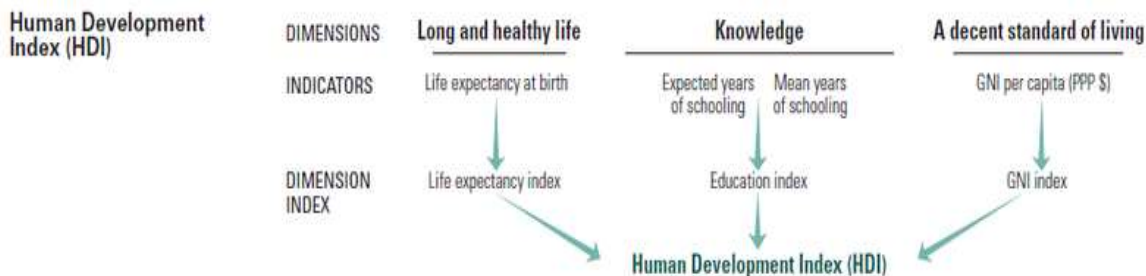 Human Development
Index (HDI)
DIMENSIONS Long and healthy life Knowledge A decent standard of living
INDICATORS Life expectancy at birth Expected years Mean years GNI per capita (PPP $)
of schooling of schooling
DIMENSION Life expectancy index Education index GNI index
INDEX
Human Development Index (HDI)